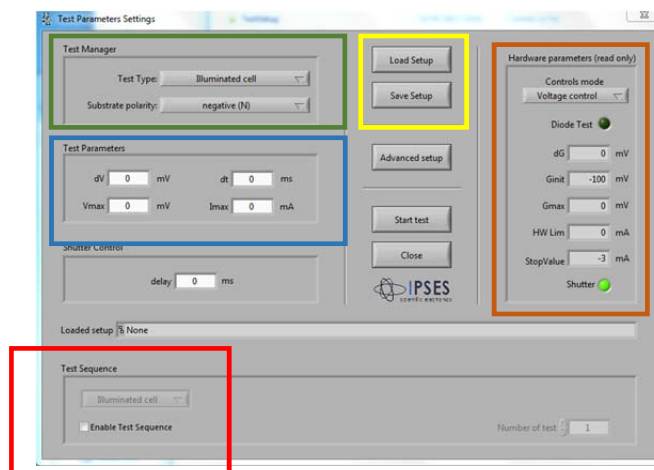 Test Parameters Settings
Test Manager
Test Type: Illuminated cell
Substrate polarity: negative (N)
Test Parameters
dV 0 mV dt 0 ms
Vmax 0 mV Imax 0 mA
Shutter Control
delay 0 ms
Load Setup
Save Setup
Advanced setup
Start test
Close
IPSES
scientific electronics
Hardware parameters (read only)
Controls mode
Voltage control
Diode Test
dG 0 mV
Ginit -100 mV
Gmax 0 mV
HW Lim 0 mA
StopValue -3 mA
Shutter
Loaded setup None
Test Sequence
Illuminated cell
Enable Test Sequence
Number of test 1